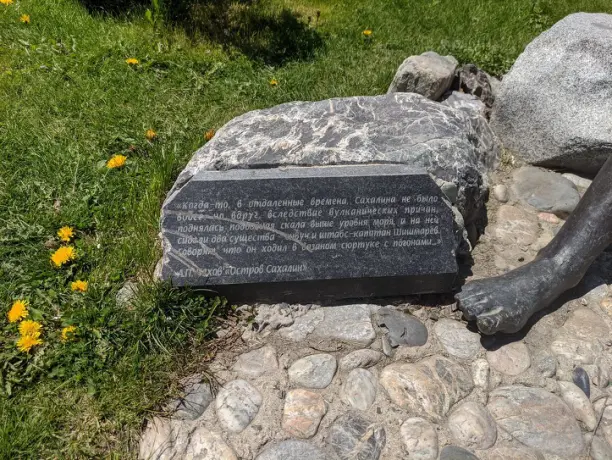 «Когда-то, в отдаленные времена, Сахалина не было
вовсе, но вдруг, вследствие вулканических причин,
поднялась подводная скала выше уровня моря, и на ней
сидели два существа - сивуч и штабс-капитан Шишмарев.
Говорят, что он ходил в вязаном сюртуке с погонами...»
А.П. Чехов «Остров Сахалин»